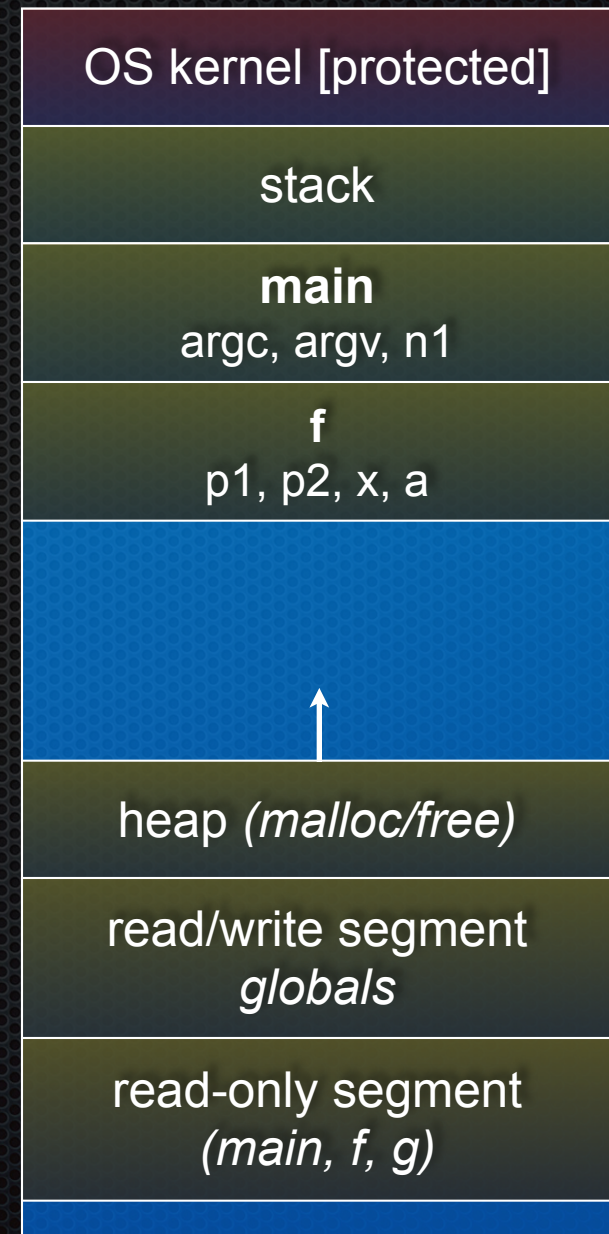 OS kernel [protected]
stack
main
argc, argv, n1
f
p1, p2, x, a
heap (malloc/free)
read/write segment
globals
read-only segment
(main, f, g)